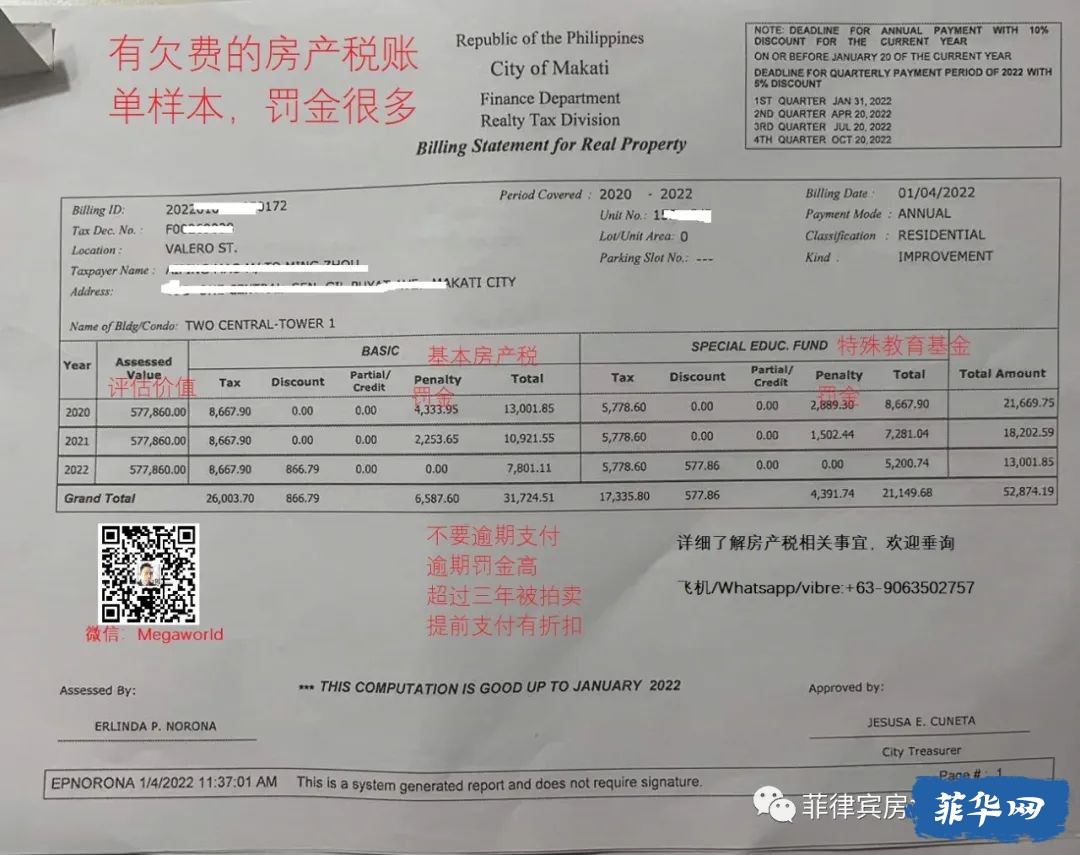 有欠费的房产税账
单样本，罚金很多
Republic of the Philippines
City of Makati
Finance Department
Realty Tax Division
Billing Statement for Real Property
NOTE: DEADLINE FOR ANNUAL PAYMENT WITH 10%
DISCOUNT FOR THE CURRENT YEAR
ON OR BEFORE JANUARY 20 OF THE CURRENT YEAR
DEADLINE FOR QUARTERLY PAYMENT PERIOD OF 2022 WITH
5% DISCOUNT
1ST QUARTER JAN 31, 2022
2ND QUARTER APR 20, 2022
3RD QUARTER JUL 20, 2022
4TH QUARTER OCT 20, 2022
Billing ID: 2022 0172
Tax Dec. No. :
Location : VALERO ST.
Taxpayer Name :
Address: MAKATI CITY
Name of Bldg/Condo: TWO CENTRAL-TOWER 1
Period Covered : 2020 - 2022
Unit No.:
Lot/Unit Area: 0
Parking Slot No.: ---
Billing Date : 01/04/2022
Payment Mode : ANNUAL
Classification : RESIDENTIAL
Kind . IMPROVEMENT
Year Assessed Value 评估价值 BASIC 基本房产税 SPECIAL EDUC. FUND 特殊教育基金 Total Amount
Tax Discount Partial/Credit Penalty 罚金 Total Tax Discount Partial/Credit Penalty 罚金 Total
2020 577,860.00 8,667.90 0.00 0.00 4,333.95 13,001.85 5,778.60 0.00 0.00 2,889.30 8,667.90 21,669.75
2021 577,860.00 8,667.90 0.00 0.00 2,253.65 10,921.55 5,778.60 0.00 0.00 1,502.44 7,281.04 18,202.59
2022 577,860.00 8,667.90 866.79 0.00 0.00 7,801.11 5,778.60 577.86 0.00 0.00 5,200.74 13,001.85
Grand Total 26,003.70 866.79 6,587.60 31,724.51 17,335.80 577.86 4,391.74 21,149.68 52,874.19
微信: Megaworld
不要逾期支付
逾期罚金高
超过三年被拍卖
提前支付有折扣
详细了解房产税相关事宜，欢迎垂询
飞机/Whatsapp/vibre:+63-9063502757
Assessed By:
ERLINDA P. NORONA
*** THIS COMPUTATION IS GOOD UP TO JANUARY 2022
Approved by:
JESUSA E. CUNETA
City Treasurer
EPNORONA 1/4/2022 11:37:01 AM This is a system generated report and does not require signature.
Page # : 1
菲律宾房
菲华网